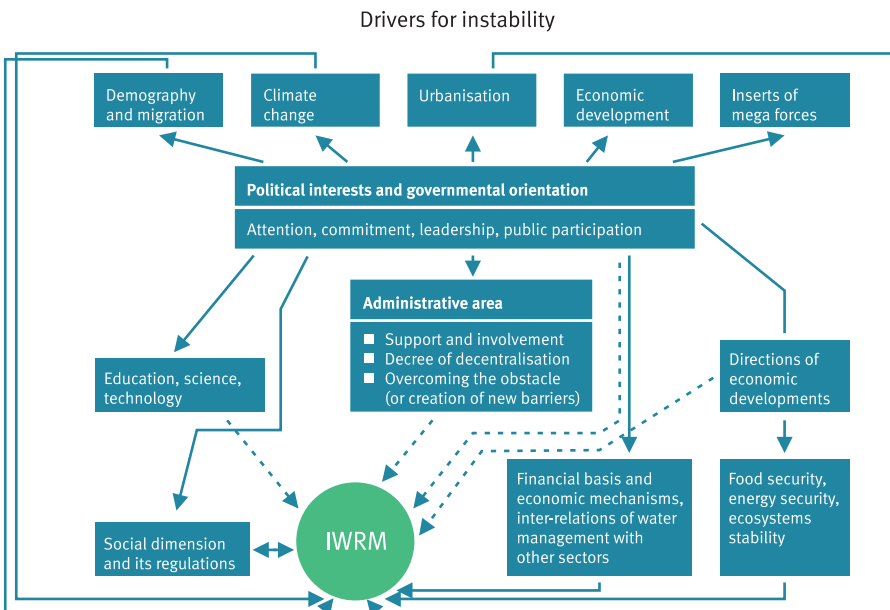 Drivers for instability
Demography
and migration
Climate
change
Urbanisation
Economic
development
Inserts of
mega forces
Political interests and governmental orientation
Attention, commitment, leadership, public participation
Administrative area
Support and involvement
Decree of decentralisation
Overcoming the obstacle
(or creation of new barriers)
Education, science,
technology
Directions of
economic
developments
Social dimension
and its regulations
IWRM
Financial basis and
economic mechanisms,
inter-relations of water
management with
other sectors
Food security,
energy security,
ecosystems
stability